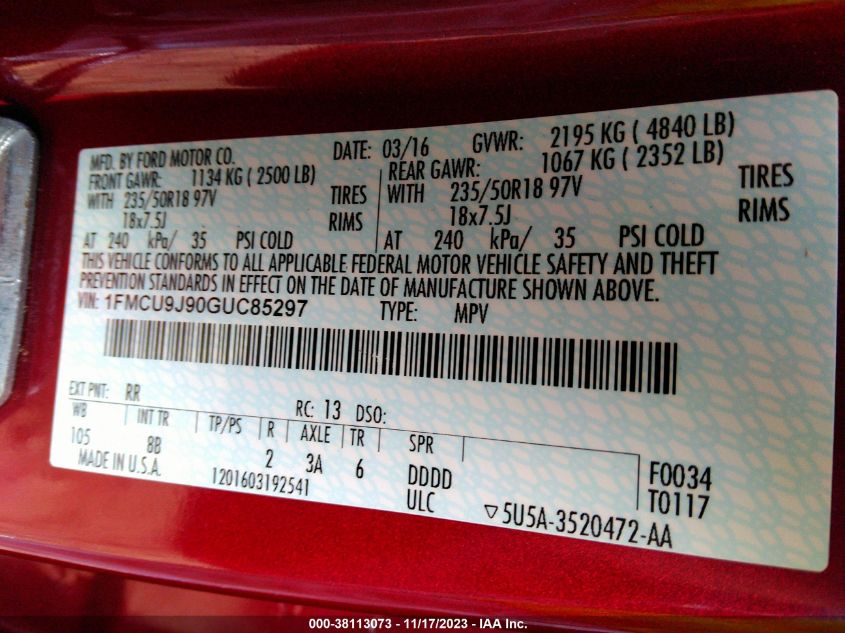 MFD. BY FORD MOTOR CO. DATE: 03/16 GVWR: 2195 KG ( 4840 LB)
FRONT GAWR: 1134 KG ( 2500 LB) REAR GAWR: 1067 KG ( 2352 LB)
WITH 235/50R18 97V TIRES WITH 235/50R18 97V TIRES
18x7.5J RIMS 18x7.5J RIMS
AT 240 kPa/ 35 PSI COLD AT 240 kPa/ 35 PSI COLD
THIS VEHICLE CONFORMS TO ALL APPLICABLE FEDERAL MOTOR VEHICLE SAFETY AND THEFT
PREVENTION STANDARDS IN EFFECT ON THE DATE OF MANUFACTURE SHOWN ABOVE.
VIN: 1FMCU9J90GUC85297 TYPE: MPV
EXT PNT: RR RC: 13 DSO:
WB INT TR TP/PS R AXLE TR SPR
105 8B 2 3A 6 DDDD F0034
MADE IN U.S.A. 1201603192541 ULC T0117
▽5U5A-3520472-AA
000-38113073 - 11/17/2023 - IAA Inc.